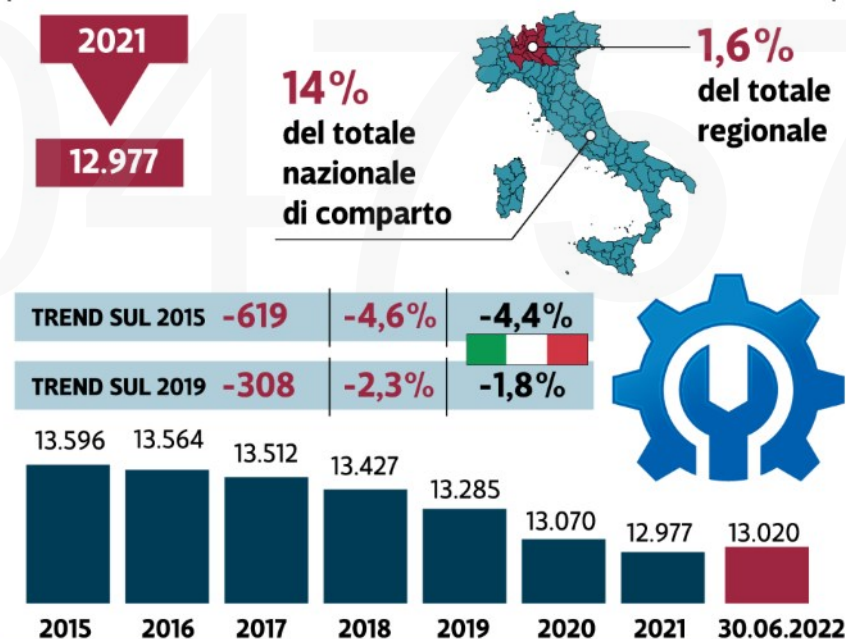 2021
12.977
14%
del totale
nazionale
di comparto
1,6%
del totale
regionale
TREND SUL 2015 -619 -4,6% -4,4%
TREND SUL 2019 -308 -2,3% -1,8%
13.596 13.564 13.512 13.427 13.285 13.070 12.977 13.020
2015 2016 2017 2018 2019 2020 2021 30.06.2022